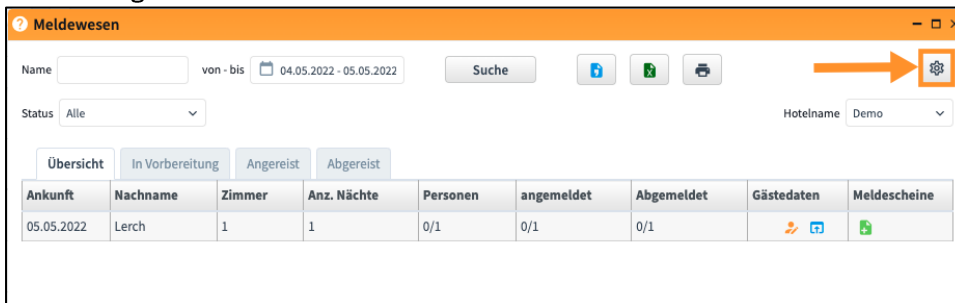 Meldewesen
Name von - bis 04.05.2022 - 05.05.2022 Suche
Status Alle Hotelname Demo
Übersicht In Vorbereitung Angereist Abgereist
Ankunft Nachname Zimmer Anz. Nächte Personen angemeldet Abgemeldet Gästedaten Meldescheine
05.05.2022 Lerch 1 1 0/1 0/1 0/1